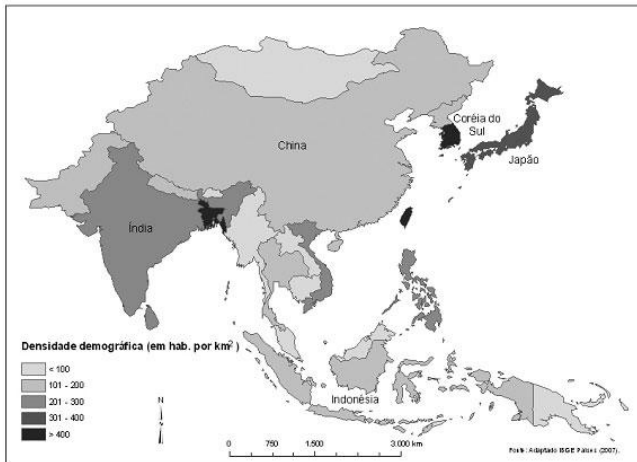 Coréia do
Sul
China
Japão
Índia
Densidade demográfica (em hab. por km²)
< 100
101 - 200
201 - 300
301 - 400
> 400
N
Indonésia
0 750 1.500 3.000 km
Fonte: Adaptado IBGE Países (2007).